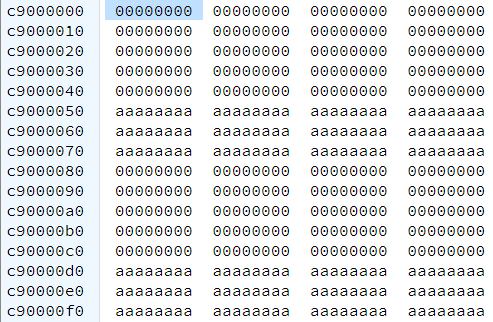 c9000000 00000000 00000000 00000000 00000000
c9000010 00000000 00000000 00000000 00000000
c9000020 00000000 00000000 00000000 00000000
c9000030 00000000 00000000 00000000 00000000
c9000040 00000000 00000000 00000000 00000000
c9000050 aaaaaaaa aaaaaaaa aaaaaaaa aaaaaaaa
c9000060 aaaaaaaa aaaaaaaa aaaaaaaa aaaaaaaa
c9000070 aaaaaaaa aaaaaaaa aaaaaaaa aaaaaaaa
c9000080 00000000 00000000 00000000 00000000
c9000090 00000000 00000000 00000000 00000000
c90000a0 00000000 00000000 00000000 00000000
c90000b0 00000000 00000000 00000000 00000000
c90000c0 00000000 00000000 00000000 00000000
c90000d0 aaaaaaaa aaaaaaaa aaaaaaaa aaaaaaaa
c90000e0 aaaaaaaa aaaaaaaa aaaaaaaa aaaaaaaa
c90000f0 aaaaaaaa aaaaaaaa aaaaaaaa aaaaaaaa